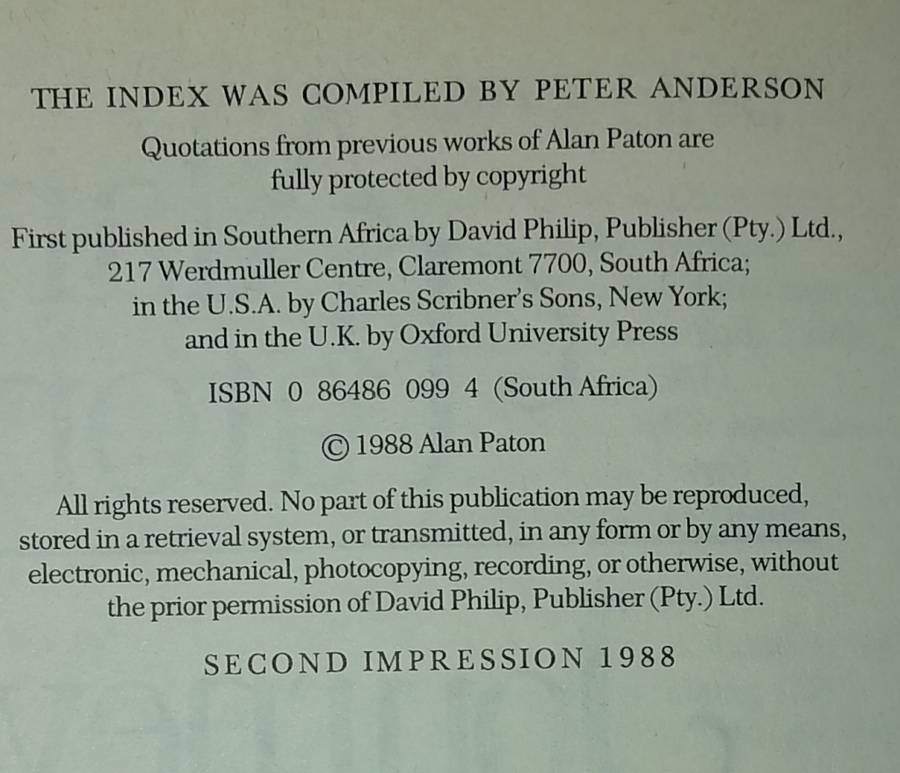 THE INDEX WAS COMPILED BY PETER ANDERSON
Quotations from previous works of Alan Paton are
fully protected by copyright
First published in Southern Africa by David Philip, Publisher (Pty.) Ltd.,
217 Werdmuller Centre, Claremont 7700, South Africa;
in the U.S.A. by Charles Scribner's Sons, New York;
and in the U.K. by Oxford University Press
ISBN 0 86486 099 4 (South Africa)
© 1988 Alan Paton
All rights reserved. No part of this publication may be reproduced,
stored in a retrieval system, or transmitted, in any form or by any means,
electronic, mechanical, photocopying, recording, or otherwise, without
the prior permission of David Philip, Publisher (Pty.) Ltd.
SECOND IMPRESSION 1988